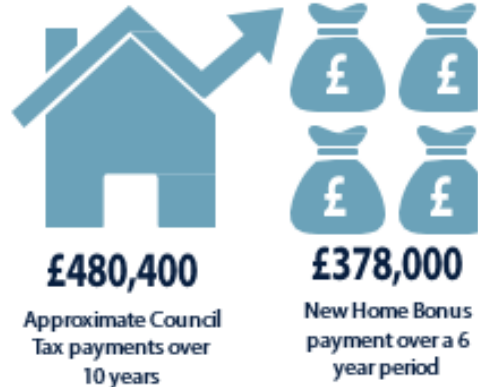 £ £
£ £
£480,400
Approximate Council
Tax payments over
10 years
£378,000
New Home Bonus
payment over a 6
year period